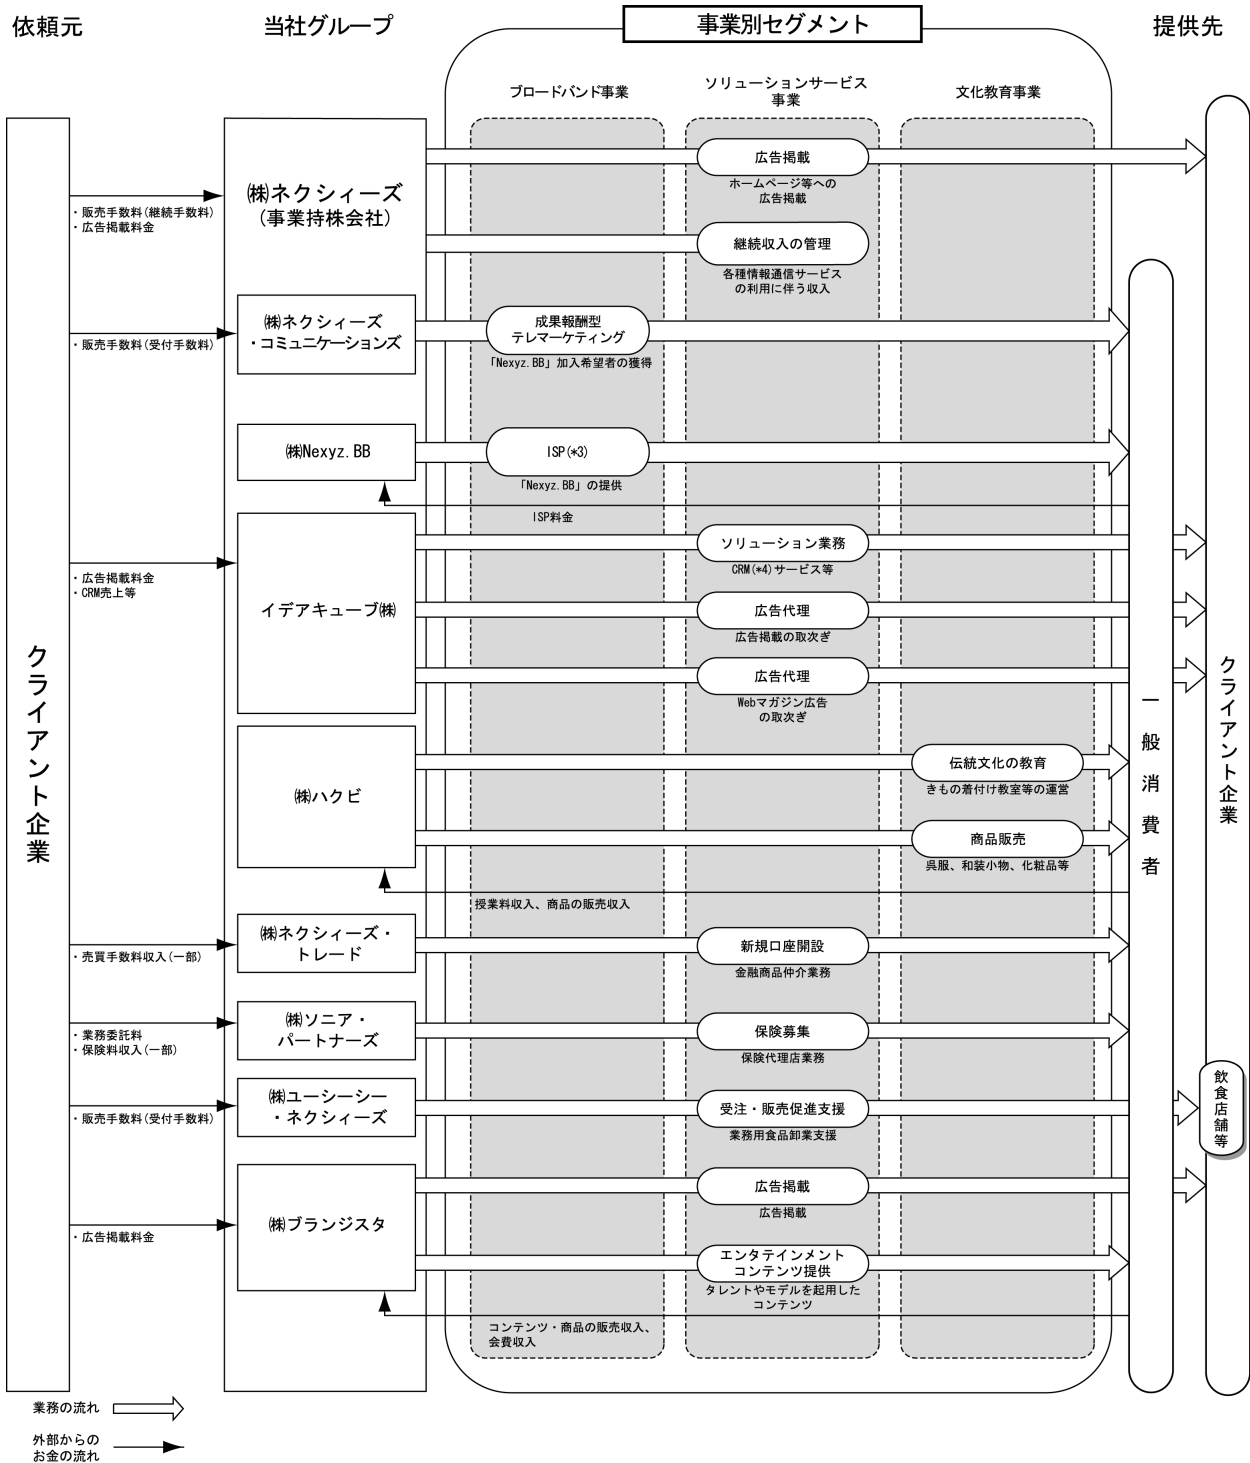 依頼元
当社グループ
事業別セグメント
提供先
ブロードバンド事業
ソリューションサービス
事業
文化教育事業
クライアント企業
・販売手数料(継続手数料)
・広告掲載料金
㈱ネクシィーズ
(事業持株会社)
広告掲載
ホームページ等への
広告掲載
継続収入の管理
各種情報通信サービス
の利用に伴う収入
・販売手数料(受付手数料)
㈱ネクシィーズ
・コミュニケーションズ
成果報酬型
テレマーケティング
「Nexyz.BB」加入希望者の獲得
㈱Nexyz.BB
ISP(*3)
「Nexyz.BB」の提供
ISP料金
・広告掲載料金
・CRM売上等
イデアキューブ㈱
ソリューション業務
CRM(*4)サービス等
広告代理
広告掲載の取次ぎ
広告代理
Webマガジン広告
の取次ぎ
㈱ハクビ
伝統文化の教育
きもの着付け教室等の運営
商品販売
呉服、和装小物、化粧品等
授業料収入、商品の販売収入
・売買手数料収入(一部)
㈱ネクシィーズ・
トレード
新規口座開設
金融商品仲介業務
・業務委託料
・保険料収入(一部)
㈱ソニア・
パートナーズ
保険募集
保険代理店業務
・販売手数料(受付手数料)
㈱ユーシーシー
・ネクシィーズ
受注・販売促進支援
業務用食品卸業支援
・広告掲載料金
㈱ブランジスタ
広告掲載
広告掲載
エンタテインメント
コンテンツ提供
タレントやモデルを起用した
コンテンツ
コンテンツ・商品の販売収入、
会費収入
一般消費者
クライアント企業
飲食店舗等
業務の流れ
外部からの
お金の流れ